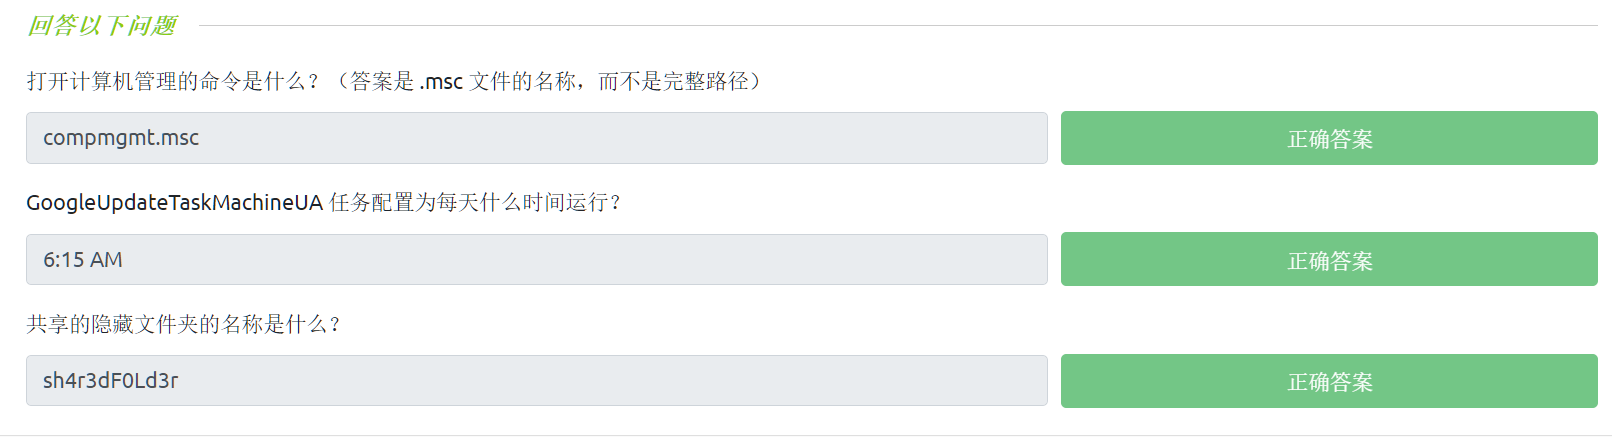 回答以下问题
打开计算机管理的命令是什么？（答案是 .msc 文件的名称，而不是完整路径）
compmgmt.msc
正确答案
GoogleUpdateTaskMachineUA 任务配置为每天什么时间运行？
6:15 AM
正确答案
共享的隐藏文件夹的名称是什么？
sh4r3dF0Ld3r
正确答案